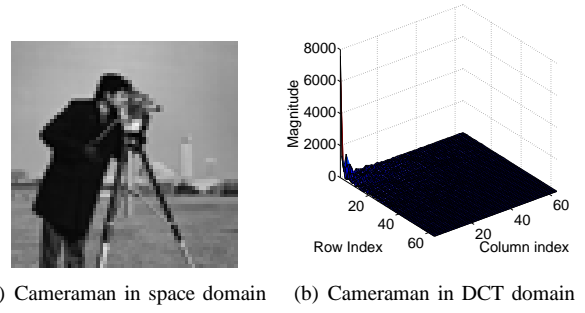 8000
6000
4000
2000
0
Magnitude
20
40
60
Row Index
20
40
60
Column index
) Cameraman in space domain
(b) Cameraman in DCT domain